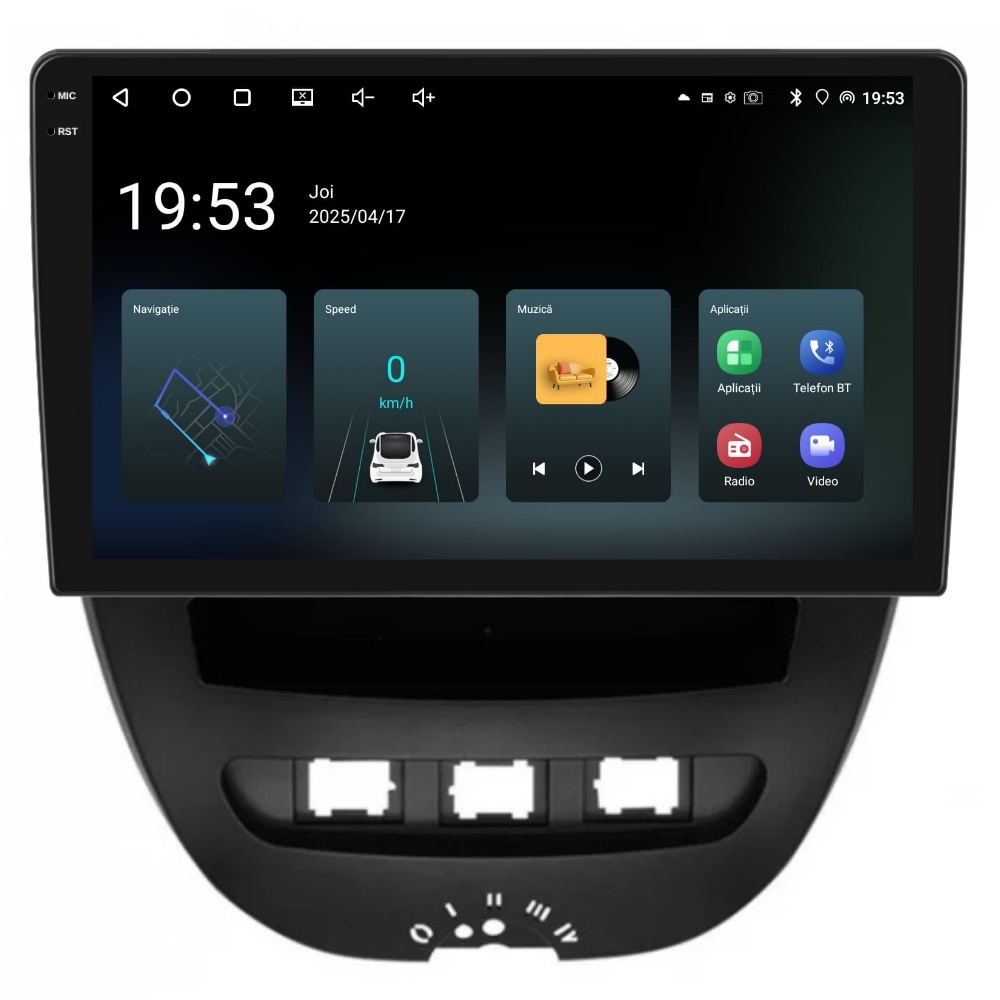 MIC
19:53
RST
19:53
Joi
2025/04/17
Navigație
Speed
Muzică
Aplicații
0
km/h
Aplicații
Telefon BT
Radio
Video
O
I
II
III
IV